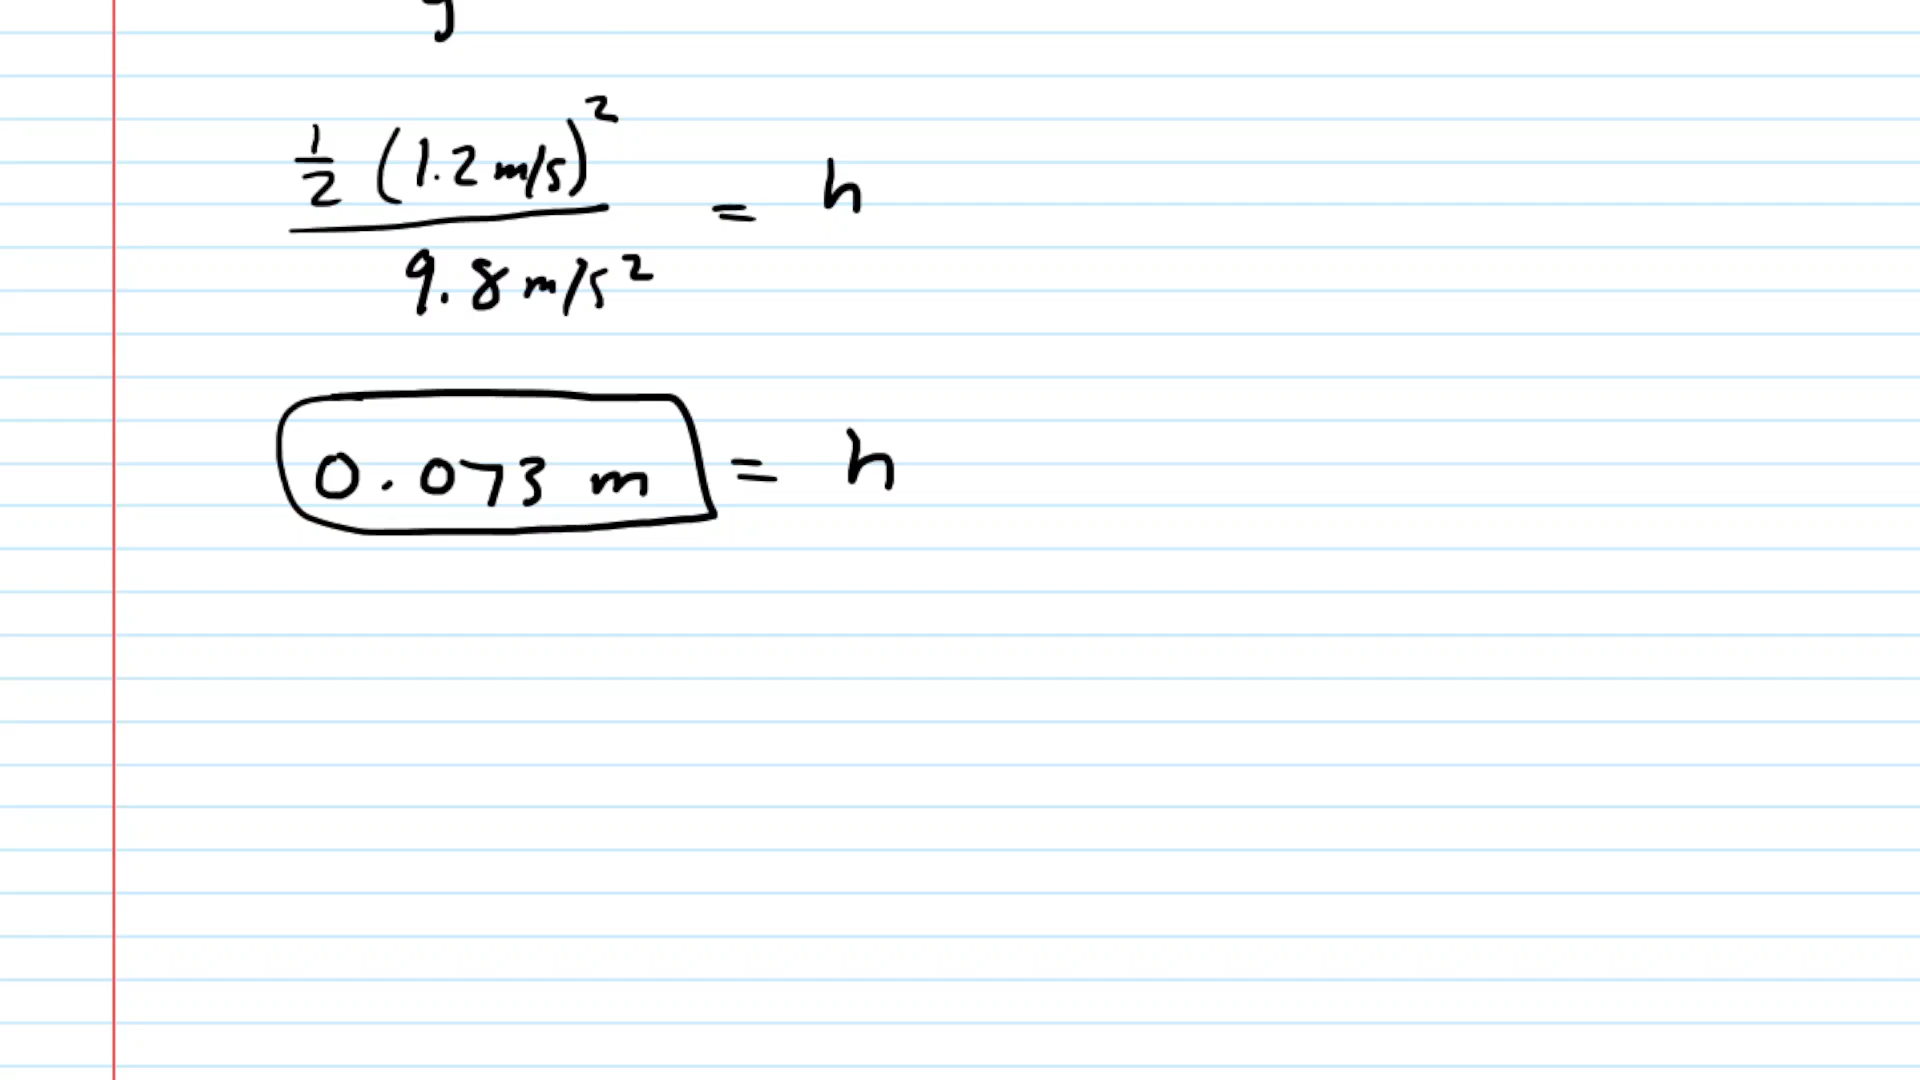 g
½ (1.2 m/s)² / 9.8 m/s² = h
0.073 m = h